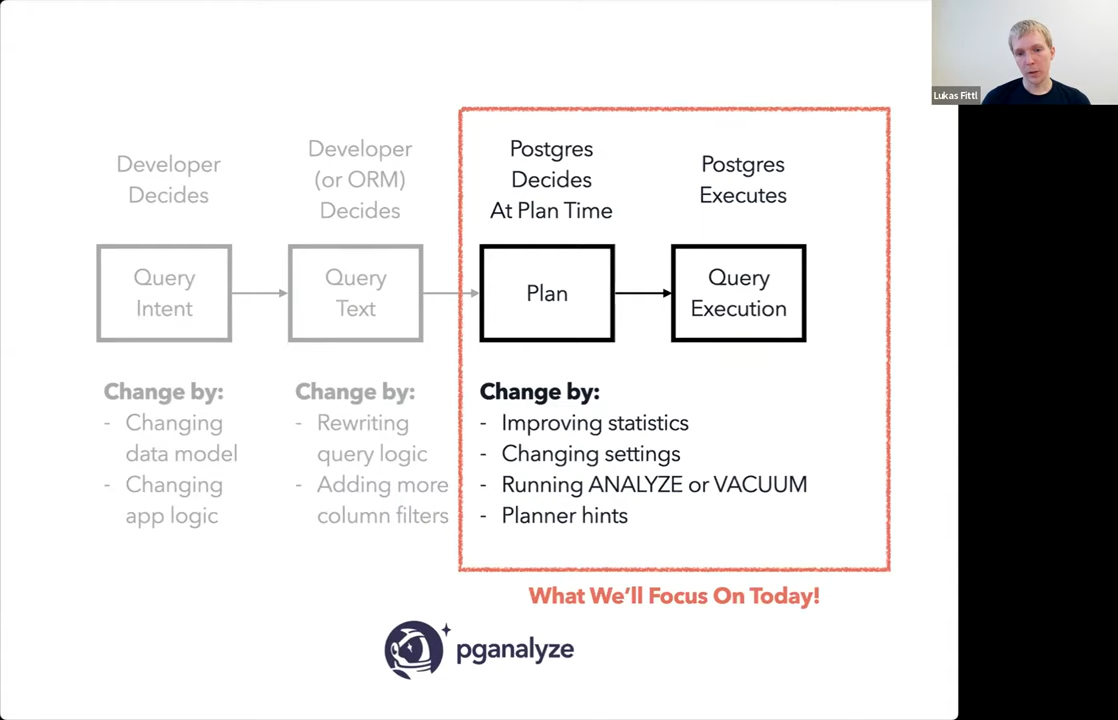 Lukas Fittl
Developer
Decides
Developer
(or ORM)
Decides
Postgres
Decides
At Plan Time
Postgres
Executes
Query
Intent
Query
Text
Plan
Query
Execution
Change by:
- Changing
data model
- Changing
app logic
Change by:
- Rewriting
query logic
- Adding more
column filters
Change by:
- Improving statistics
- Changing settings
- Running ANALYZE or VACUUM
- Planner hints
What We'll Focus On Today!
pganalyze